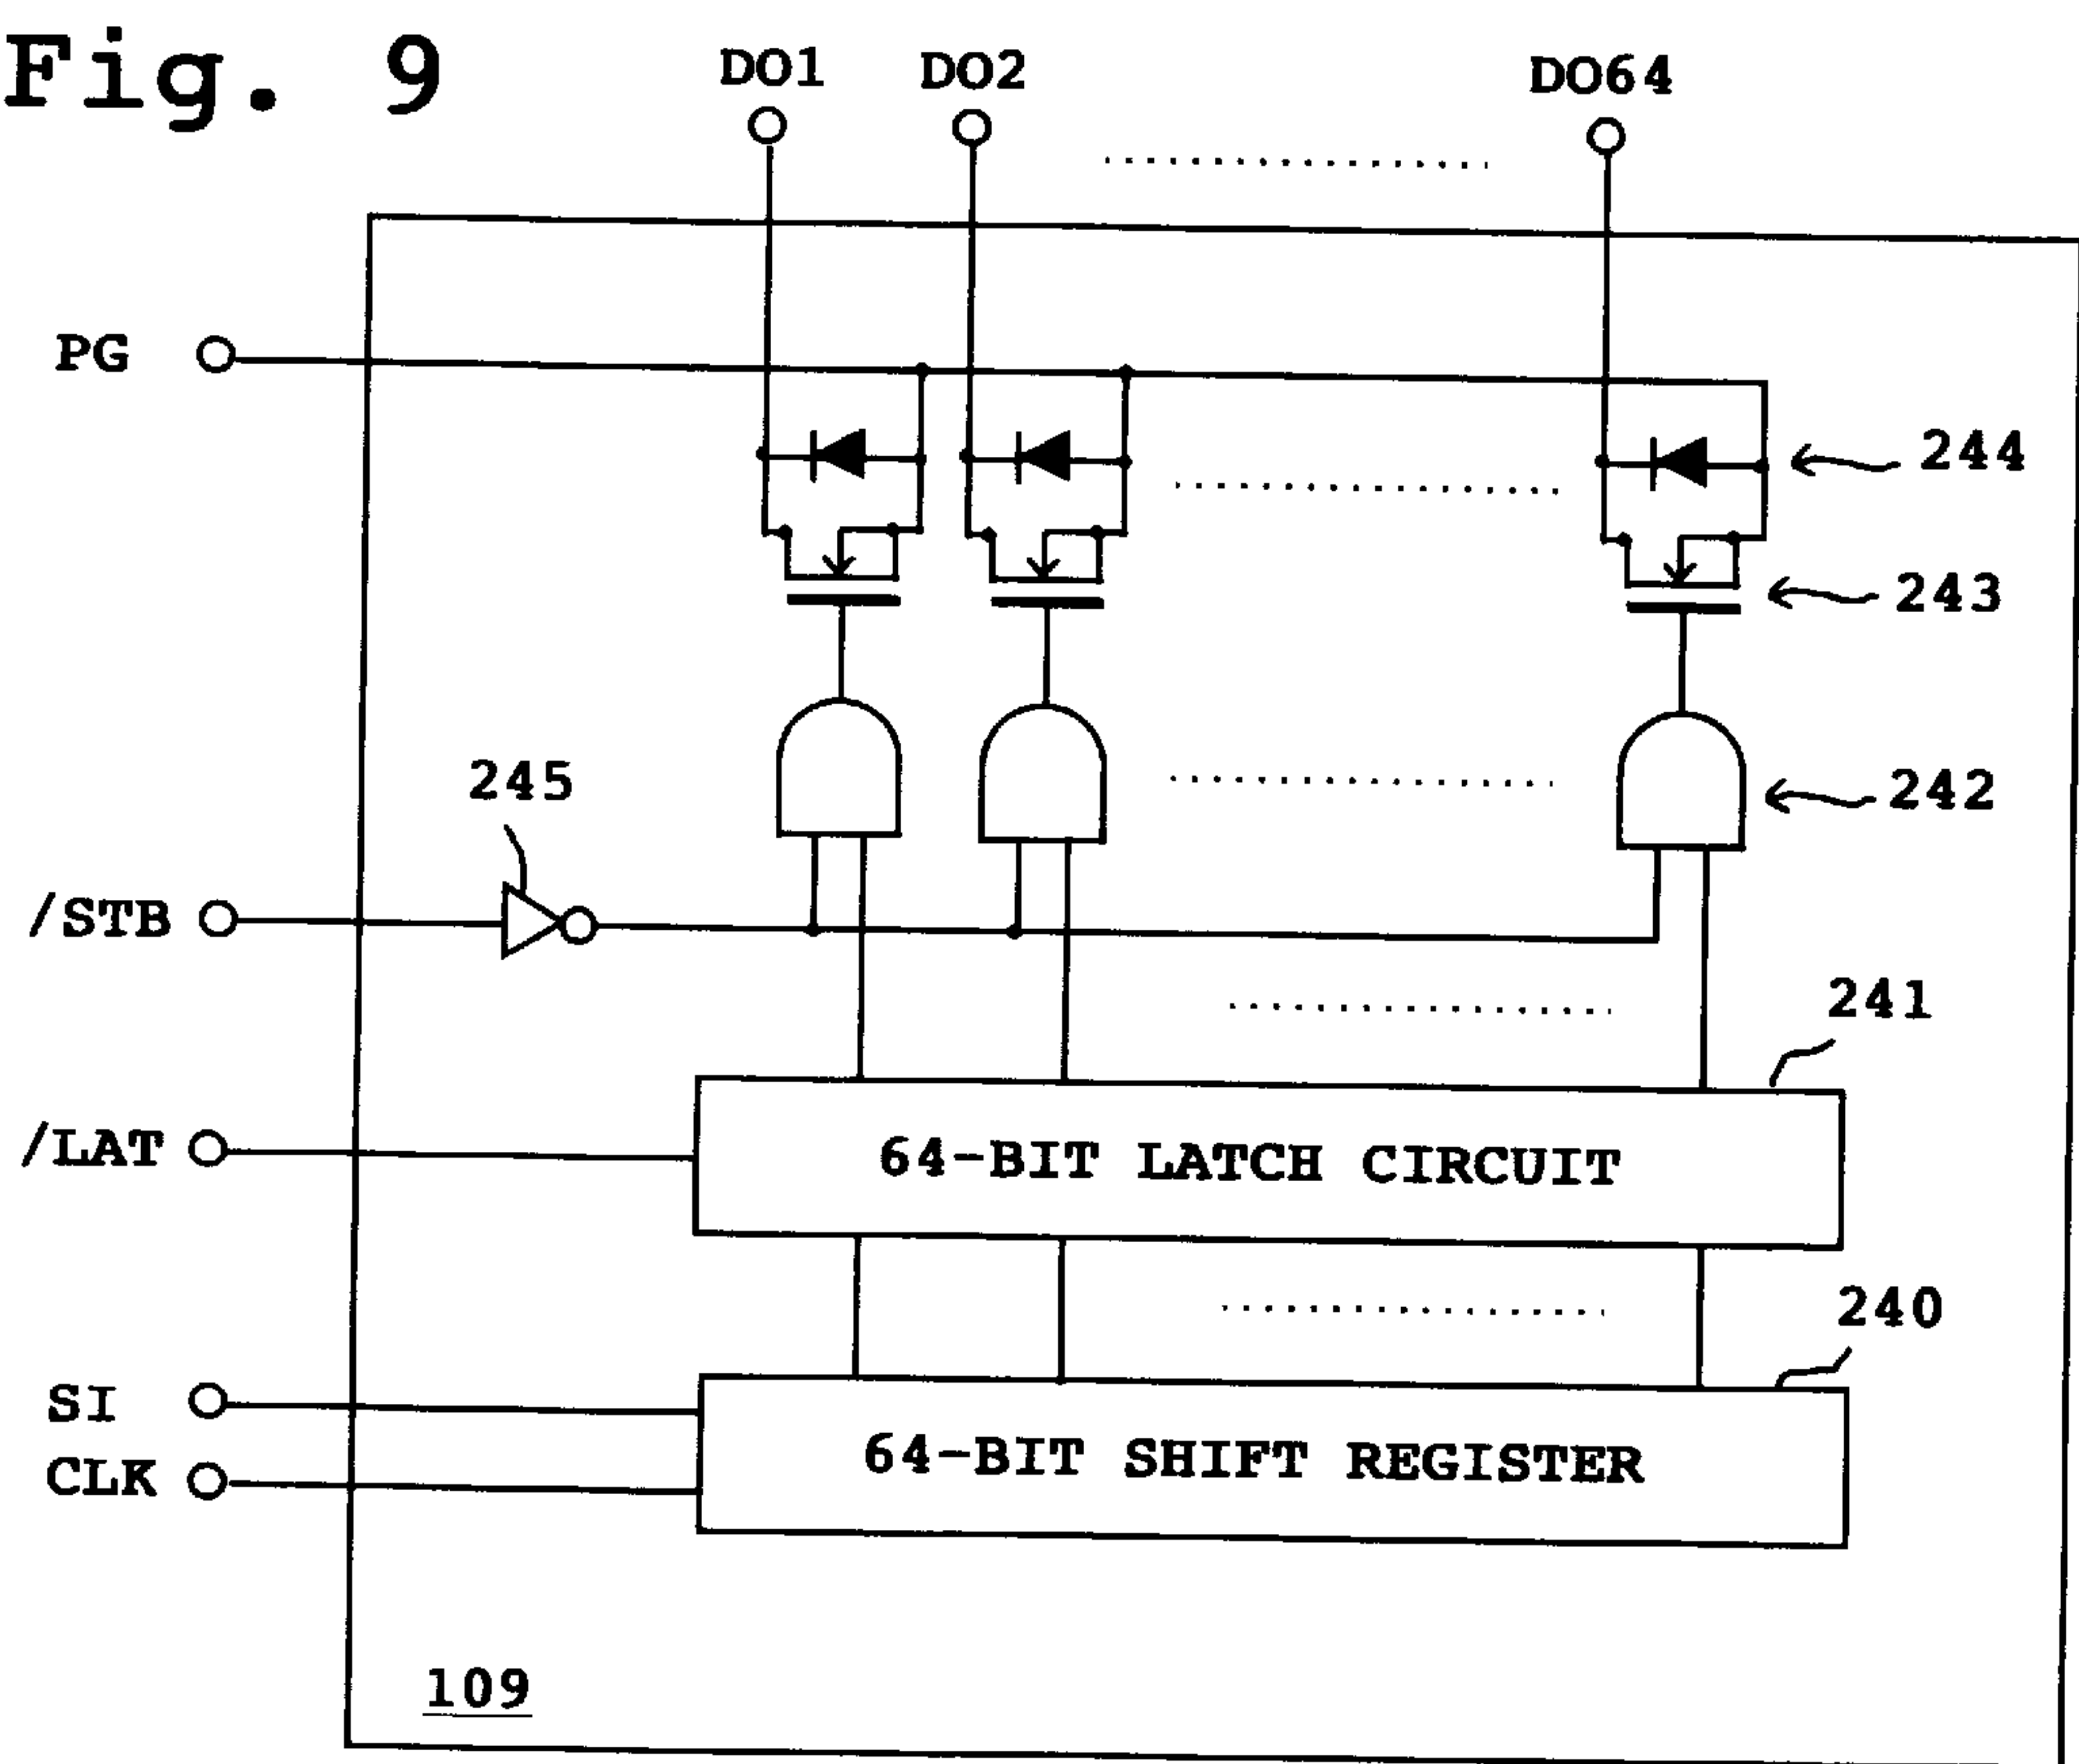 Fig. 9
DO1 DO2 DO64
PG
244
243
245
242
/STB
241
/LAT
64-BIT LATCH CIRCUIT
240
SI
CLK
64-BIT SHIFT REGISTER
109